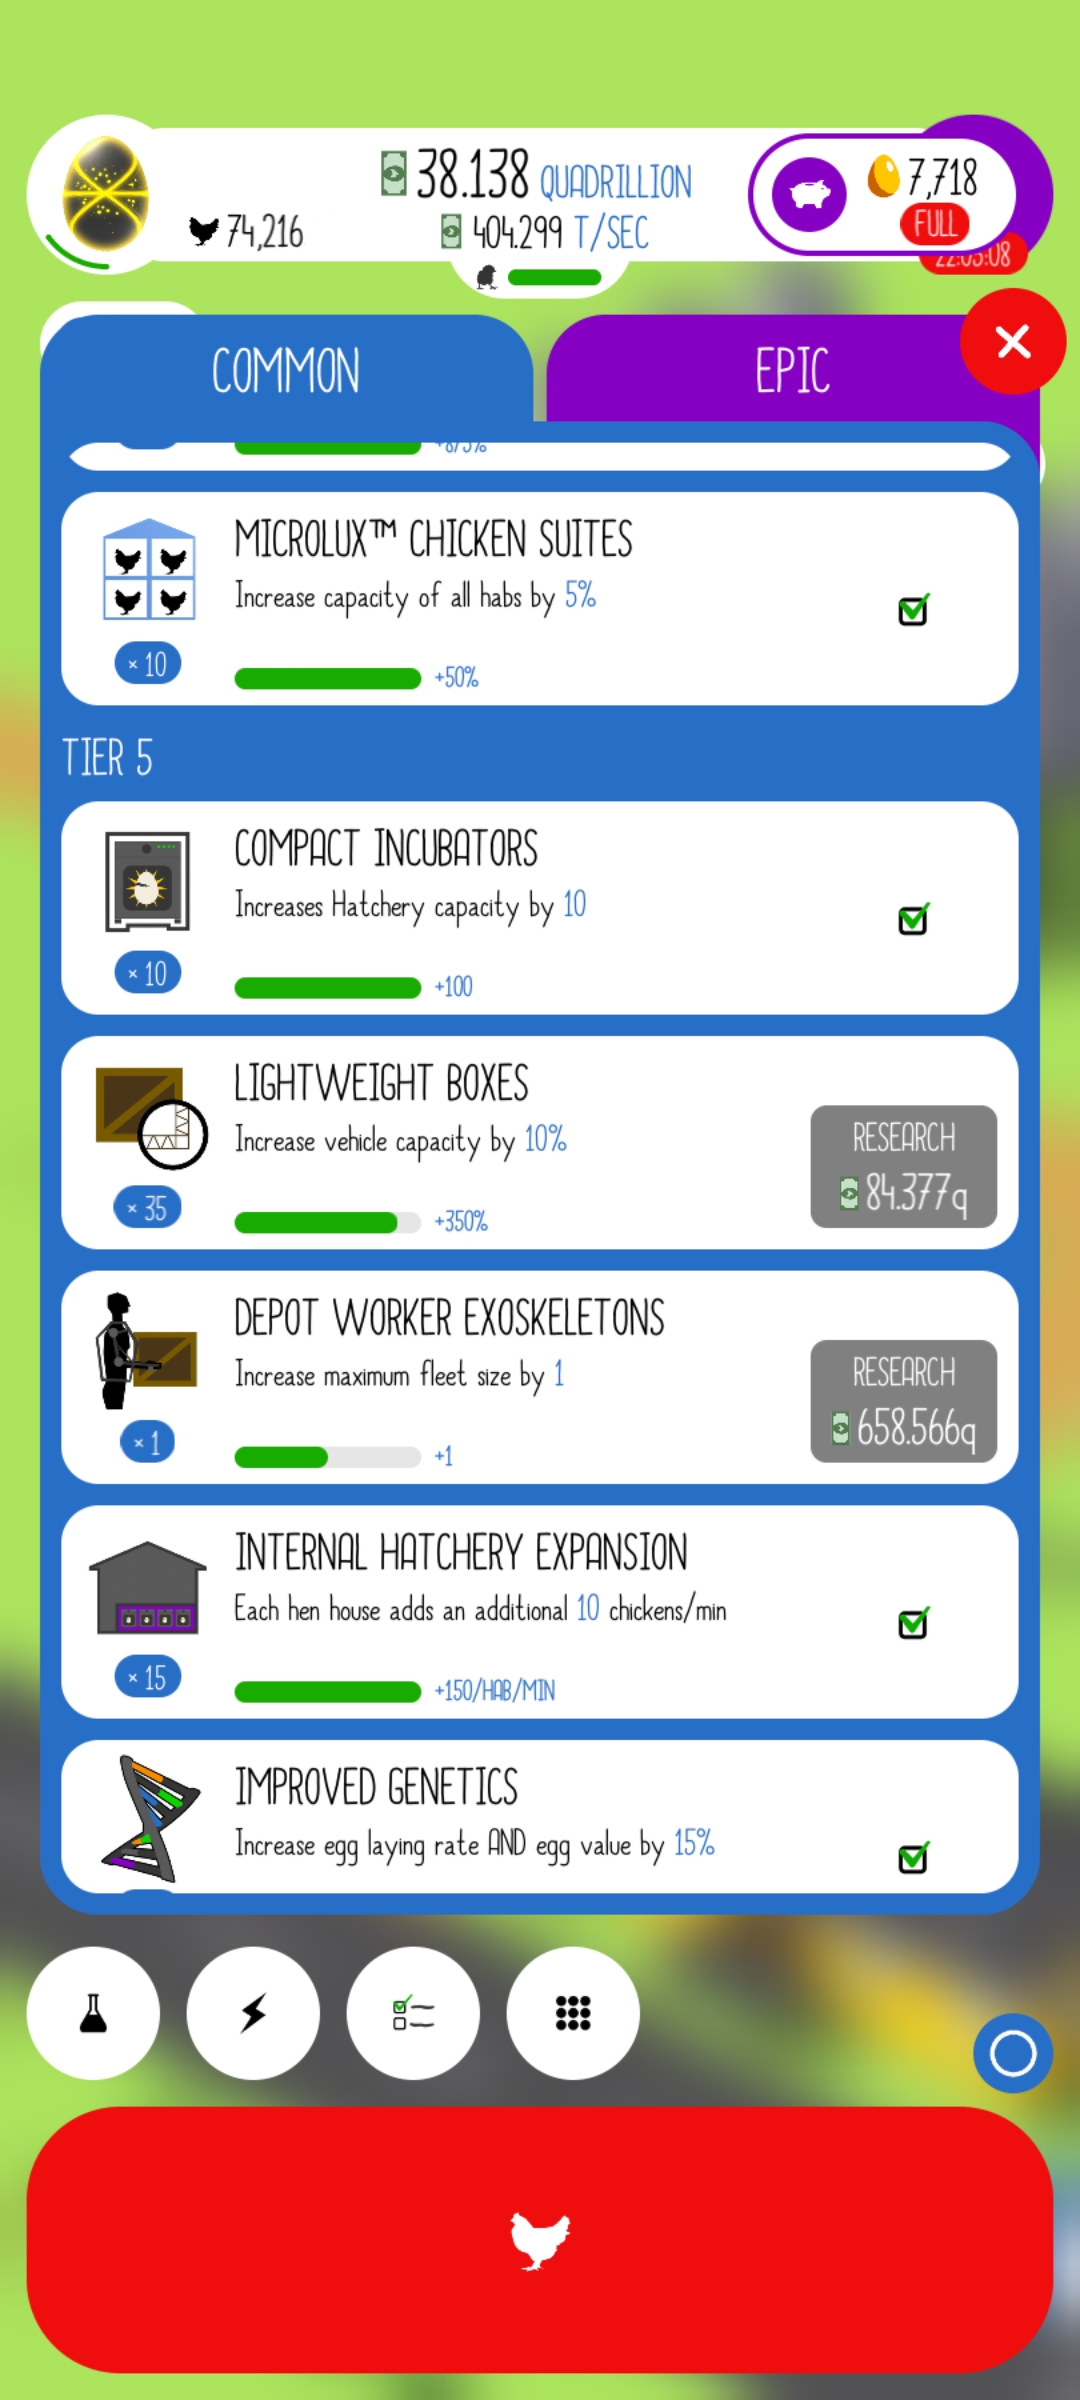 38.138 QUADRILLION
74,216
404.299 T/SEC
7,718
FULL
22:05:08
COMMON
EPIC
+875%
MICROLUX™ CHICKEN SUITES
Increase capacity of all habs by 5%
× 10
+50%
TIER 5
COMPACT INCUBATORS
Increases Hatchery capacity by 10
× 10
+100
LIGHTWEIGHT BOXES
Increase vehicle capacity by 10%
RESEARCH
84.377q
× 35
+350%
DEPOT WORKER EXOSKELETONS
Increase maximum fleet size by 1
RESEARCH
658.566q
× 1
+1
INTERNAL HATCHERY EXPANSION
Each hen house adds an additional 10 chickens/min
× 15
+150/HAB/MIN
IMPROVED GENETICS
Increase egg laying rate AND egg value by 15%